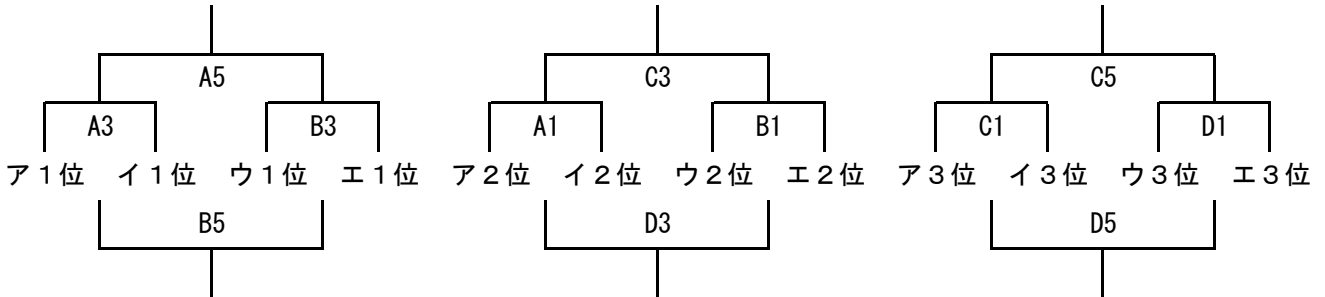 A5 C3 C5
A3 B3 A1 B1 C1 D1
ア１位 イ１位 ウ１位 エ１位 ア２位 イ２位 ウ２位 エ２位 ア３位 イ３位 ウ３位 エ３位
B5 D3 D5